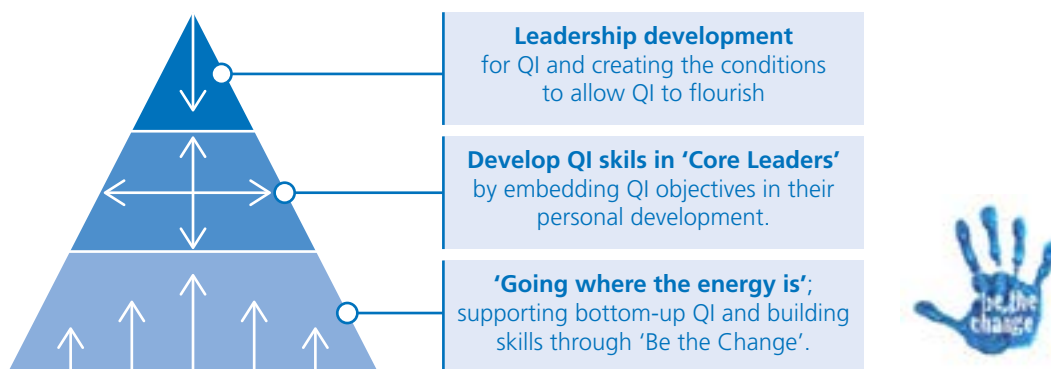 Leadership development
for QI and creating the conditions
to allow QI to flourish
Develop QI skils in ‘Core Leaders’
by embedding QI objectives in their
personal development.
‘Going where the energy is’;
supporting bottom-up QI and building
skills through ‘Be the Change’.
be the
change